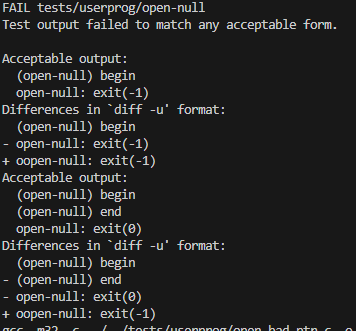 FAIL tests/userprog/open-null
Test output failed to match any acceptable form.

Acceptable output:
  (open-null) begin
  open-null: exit(-1)
Differences in `diff -u' format:
  (open-null) begin
- open-null: exit(-1)
+ oopen-null: exit(-1)
Acceptable output:
  (open-null) begin
  (open-null) end
  open-null: exit(0)
Differences in `diff -u' format:
  (open-null) begin
- (open-null) end
- open-null: exit(0)
+ oopen-null: exit(-1)